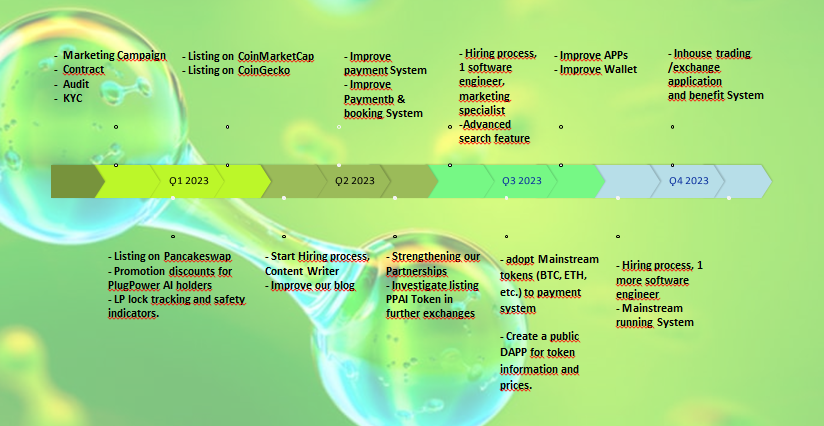 - Marketing Campaign
- Contract
- Audit
- KYC
- Listing on CoinMarketCap
- Listing on CoinGecko
- Improve
payment System
- Improve
Paymentb &
booking System
- Hiring process,
1 software
engineer,
marketing
specialist
-Advanced
search feature
- Improve APPs
- Improve Wallet
- Inhouse trading
/exchange
application
and benefit System
Q1 2023
Q2 2023
Q3 2023
Q4 2023
- Listing on Pancakeswap
- Promotion discounts for
PlugPower AI holders
- LP lock tracking and safety
indicators.
- Start Hiring process,
Content Writer
- Improve our blog
- Strengthening our
Partnerships
- Investigate listing
PPAI Token in
further exchanges
- adopt Mainstream
tokens (BTC, ETH,
etc.) to payment
system
- Create a public
DAPP for token
information and
prices.
- Hiring process, 1
more software
engineer
- Mainstream
running System